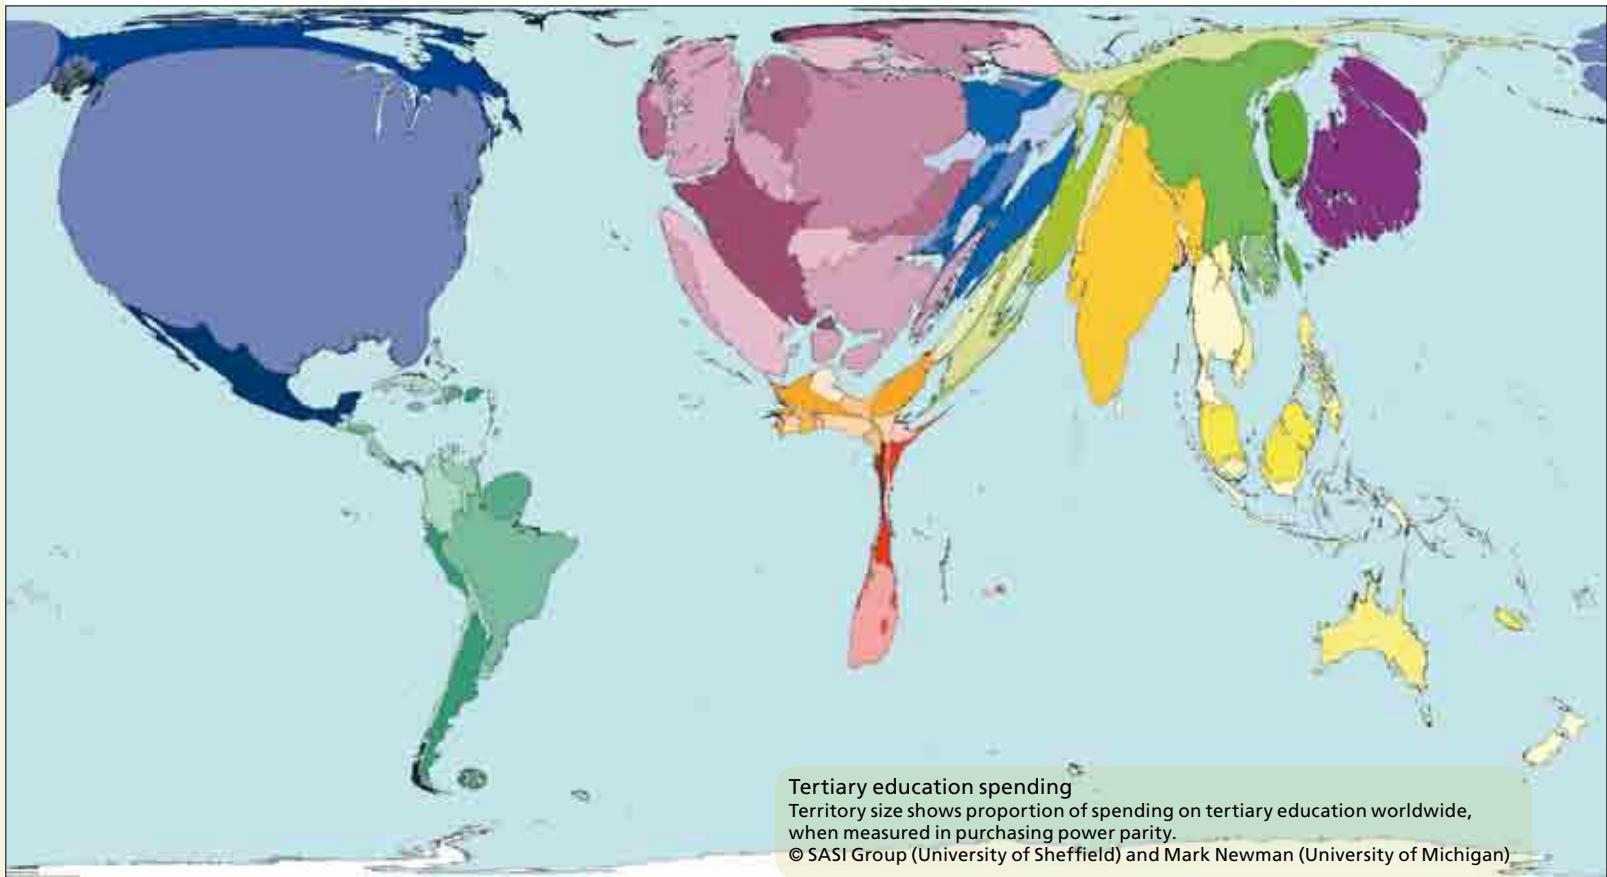 Tertiary education spending
Territory size shows proportion of spending on tertiary education worldwide,
when measured in purchasing power parity.
© SASI Group (University of Sheffield) and Mark Newman (University of Michigan)